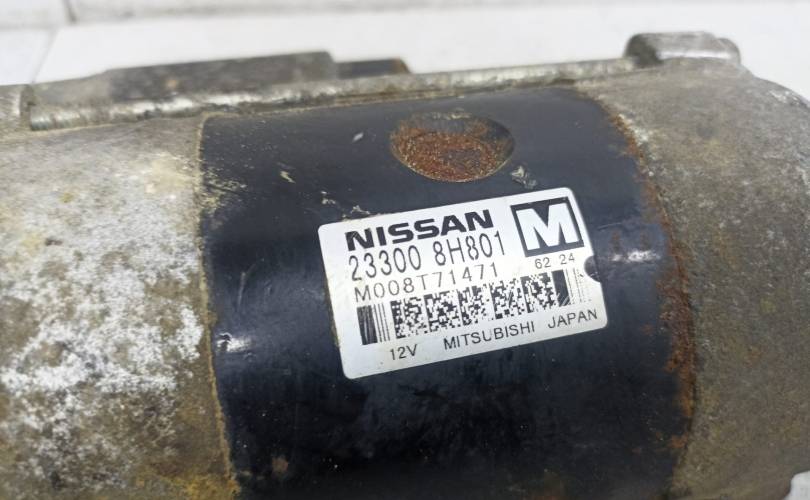 NISSAN M
23300 8H801
M008T71471 62 24
12V MITSUBISHI JAPAN